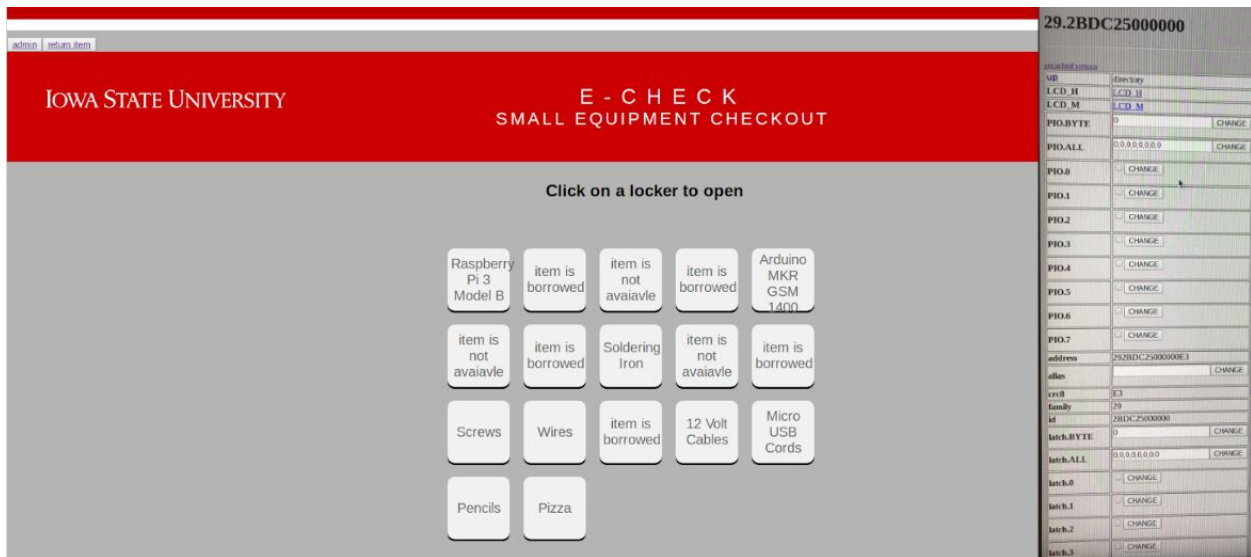 admin return item
IOWA STATE UNIVERSITY
E - CHECK
SMALL EQUIPMENT CHECKOUT
Click on a locker to open
Raspberry
Pi 3
Model B
item is
borrowed
item is
not
avaiavle
item is
borrowed
Arduino
MKR
GSM
1400
item is
not
avaiavle
item is
borrowed
Soldering
Iron
item is
not
avaiavle
item is
borrowed
Screws
Wires
item is
borrowed
12 Volt
Cables
Micro
USB
Cords
Pencils
Pizza
29.2BDC25000000
uncached version
up directory
LCD_H LCD_H
LCD_M LCD_M
PIO.BYTE 0 CHANGE
PIO.ALL 0,0,0,0,0,0,0,0 CHANGE
PIO.0 CHANGE
PIO.1 CHANGE
PIO.2 CHANGE
PIO.3 CHANGE
PIO.4 CHANGE
PIO.5 CHANGE
PIO.6 CHANGE
PIO.7 CHANGE
address 292BDC25000000E3
alias CHANGE
crc8 E3
family 29
id 2BDC25000000
latch.BYTE 0 CHANGE
latch.ALL 0,0,0,0,0,0,0,0 CHANGE
latch.0 CHANGE
latch.1 CHANGE
latch.2 CHANGE
latch.3 CHANGE